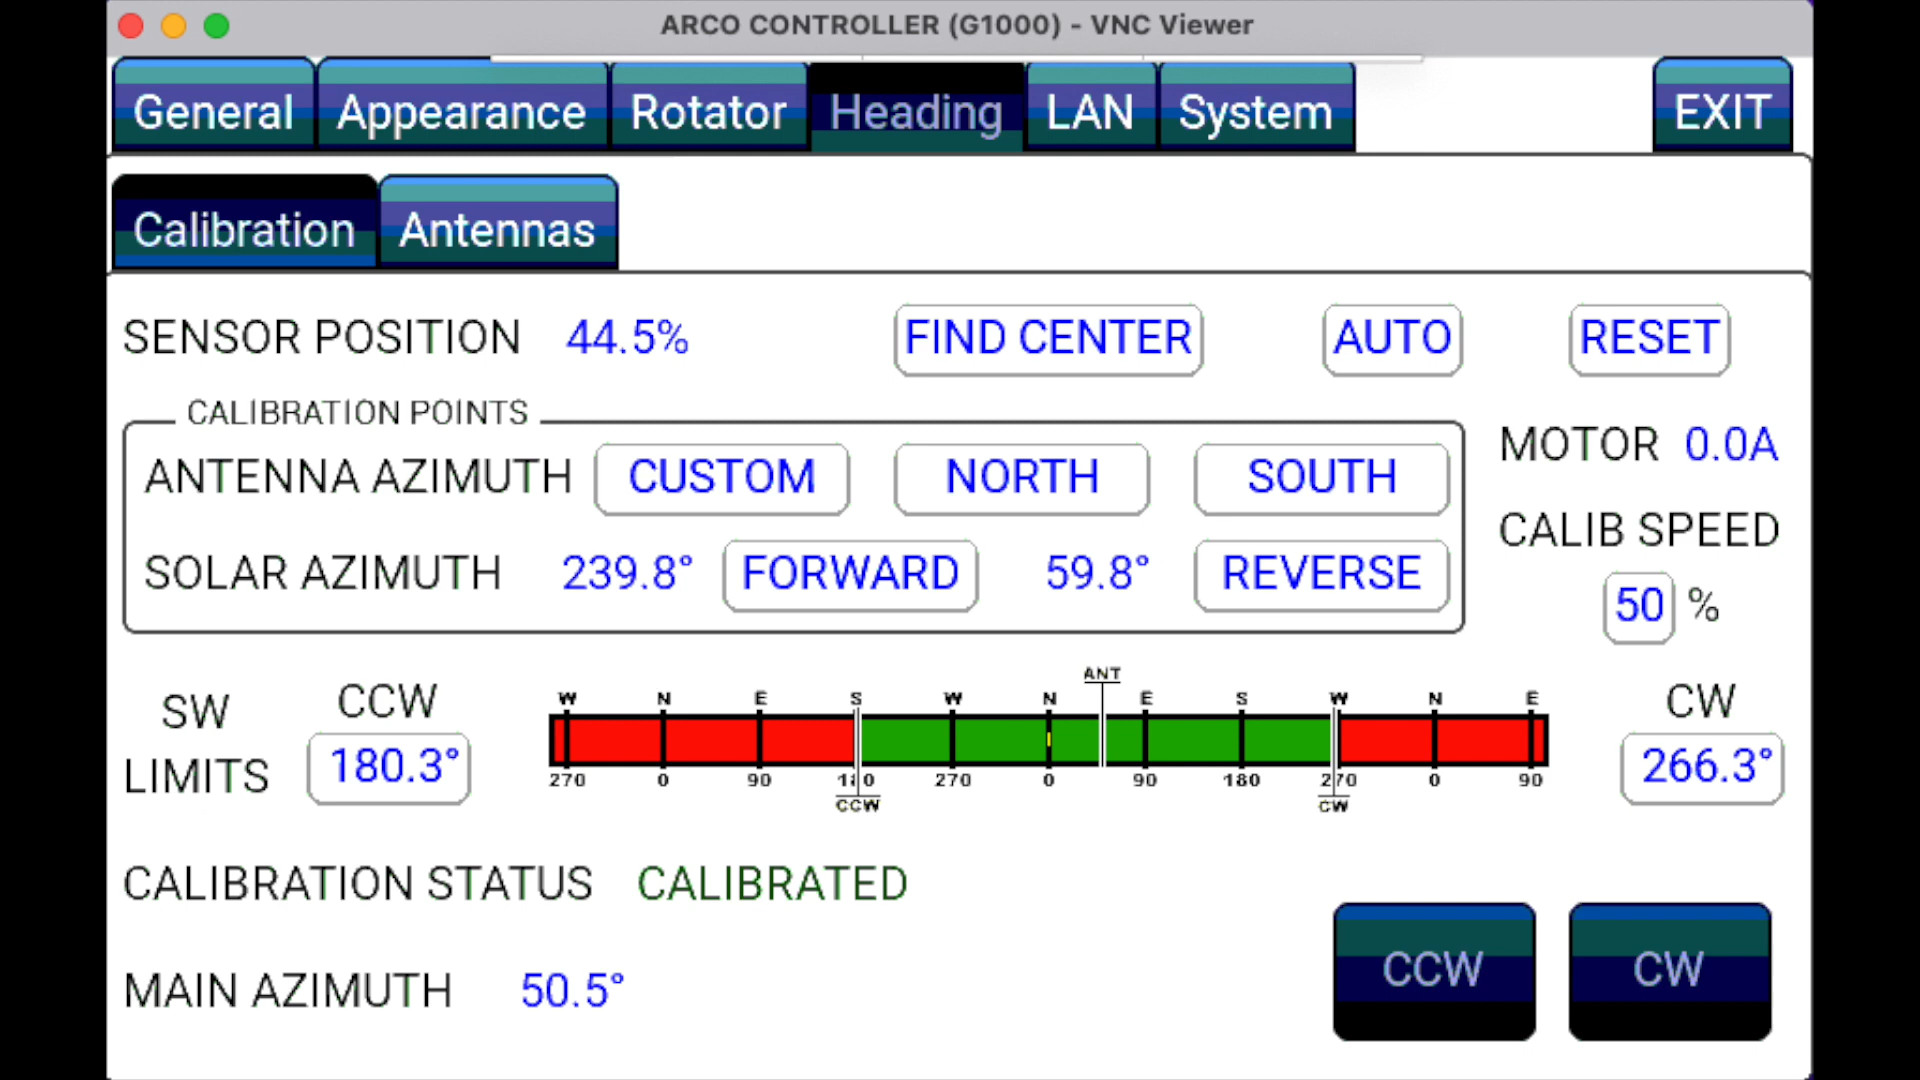 ARCO CONTROLLER (G1000) - VNC Viewer
General Appearance Rotator Heading LAN System EXIT
Calibration Antennas
SENSOR POSITION 44.5% FIND CENTER AUTO RESET
CALIBRATION POINTS
ANTENNA AZIMUTH CUSTOM NORTH SOUTH
MOTOR 0.0A
SOLAR AZIMUTH 239.8° FORWARD 59.8° REVERSE
CALIB SPEED
50 %
ANT
SW LIMITS
CCW
180.3°
W N E S W N E S W N E
270 0 90 180 270 0 90 180 270 0 90
CCW CW
CW
266.3°
CALIBRATION STATUS CALIBRATED
MAIN AZIMUTH 50.5°
CCW CW